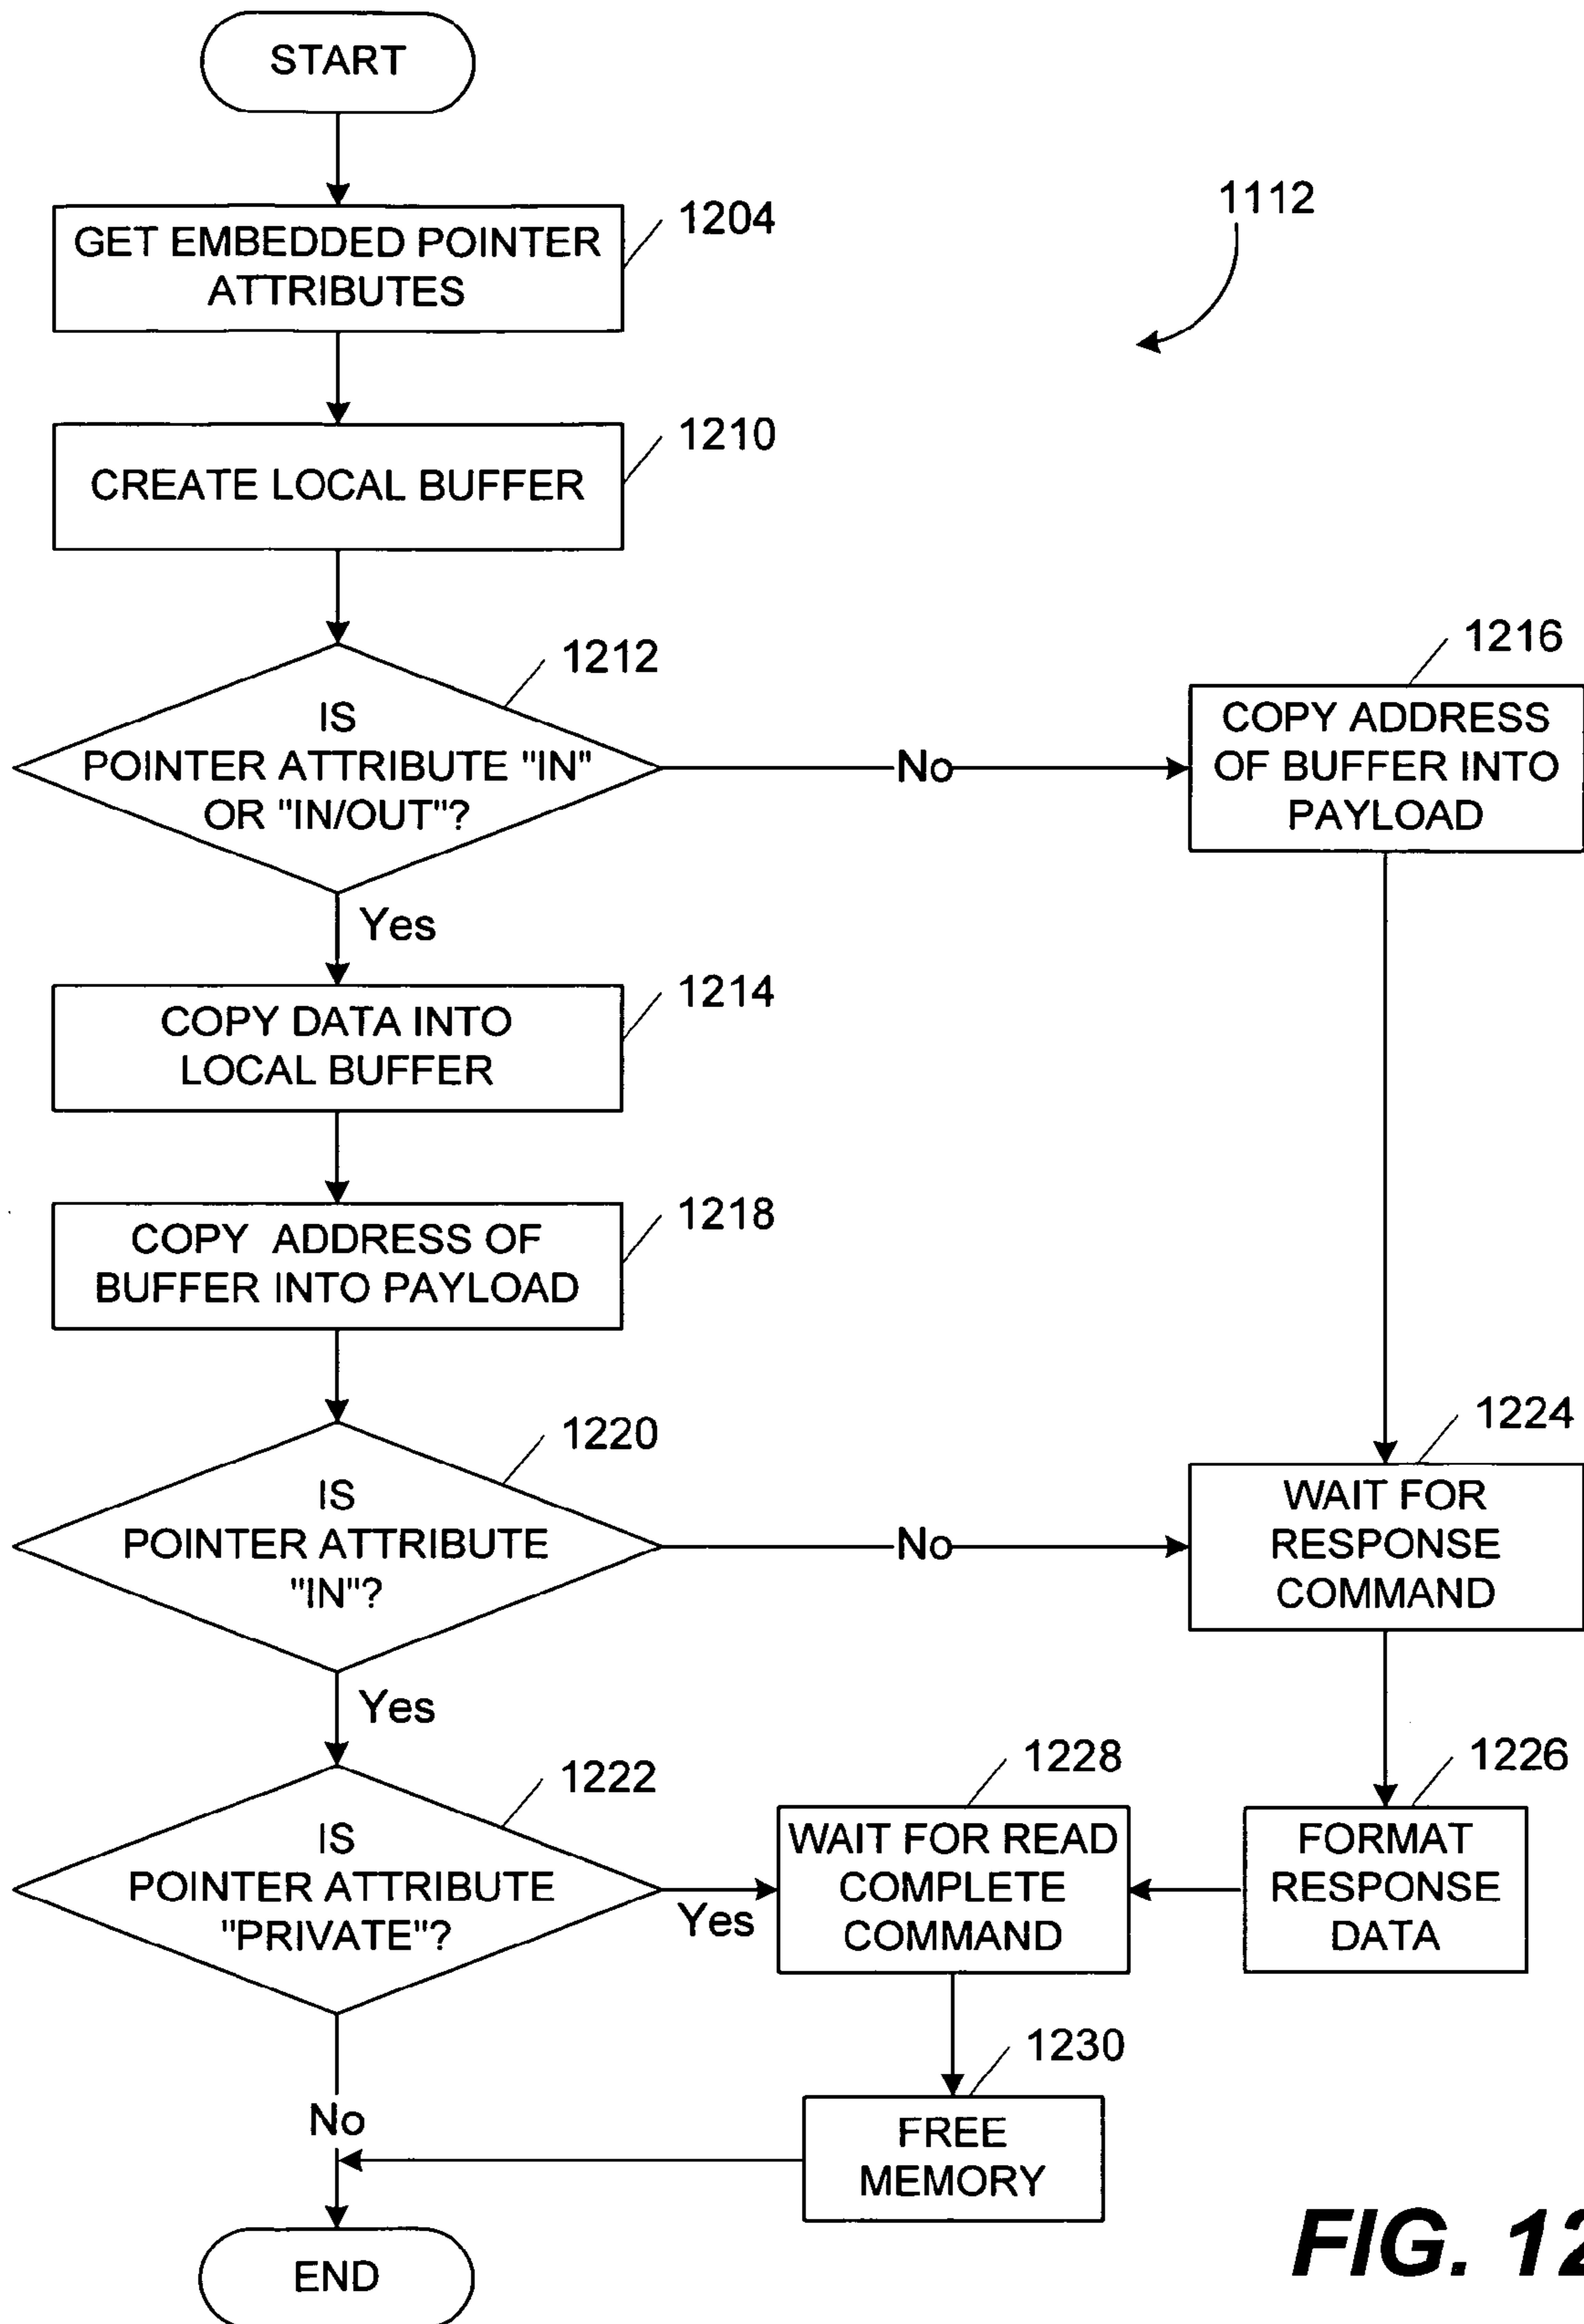 START
1204
GET EMBEDDED POINTER
ATTRIBUTES
1112
1210
CREATE LOCAL BUFFER
1212
IS
POINTER ATTRIBUTE "IN"
OR "IN/OUT"?
No
1216
COPY ADDRESS
OF BUFFER INTO
PAYLOAD
Yes
1214
COPY DATA INTO
LOCAL BUFFER
1218
COPY ADDRESS OF
BUFFER INTO PAYLOAD
1220
IS
POINTER ATTRIBUTE
"IN"?
No
1224
WAIT FOR
RESPONSE
COMMAND
Yes
1222
IS
POINTER ATTRIBUTE
"PRIVATE"?
Yes
1228
WAIT FOR READ
COMPLETE
COMMAND
1226
FORMAT
RESPONSE
DATA
No
1230
FREE
MEMORY
END
FIG. 12